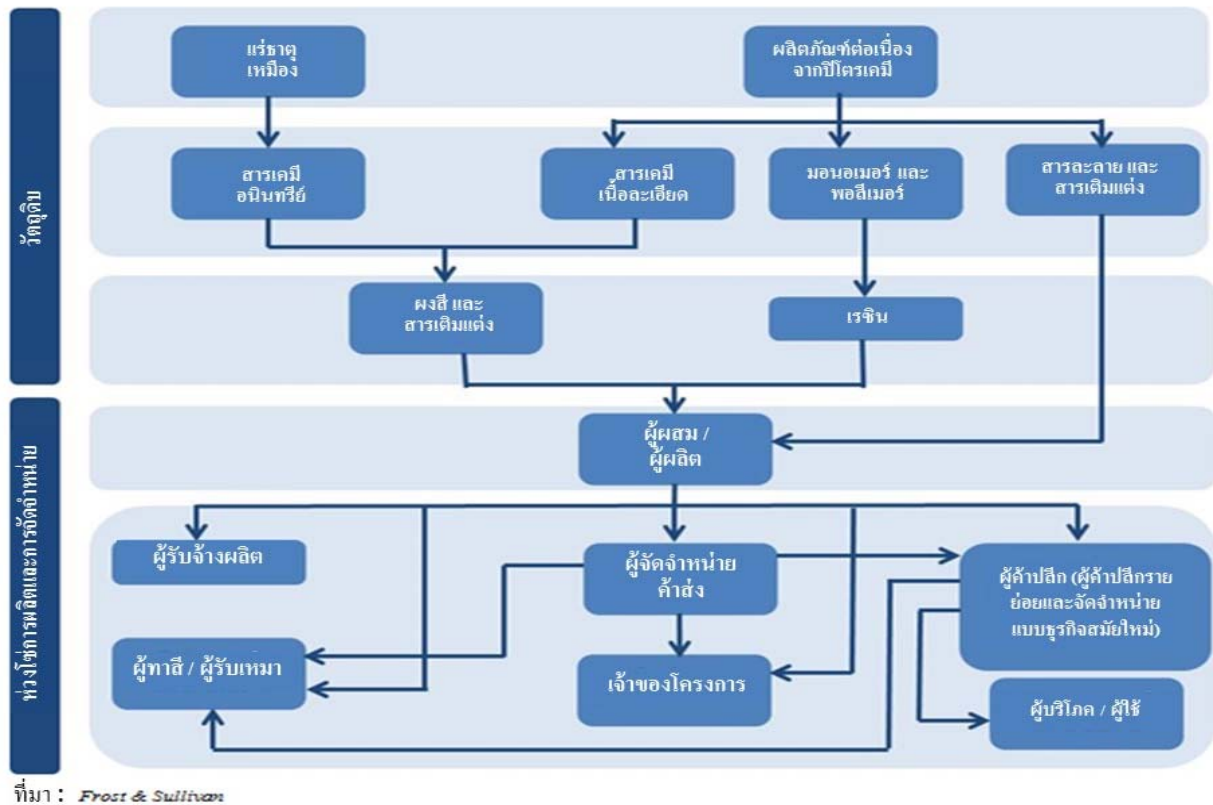 แร่ธาตุ
เหมือง
ผลิตภัณฑ์ต่อเนื่อง
จากปิโตรเคมี
วัตถุดิบ
สารเคมี
อนินทรีย์
สารเคมี
เนื้อละเอียด
มอนอเมอร์ และ
พอลีเมอร์
สารละลาย และ
สารเติมแต่ง
ผงสี และ
สารเติมแต่ง
เรซิน
ห่วงโซ่การผลิตและการจัดจำหน่าย
ผู้ผสม /
ผู้ผลิต
ผู้รับจ้างผลิต
ผู้จัดจำหน่าย
ค้าส่ง
ผู้ค้าปลีก (ผู้ค้าปลีกราย
ย่อยและจัดจำหน่าย
แบบธุรกิจสมัยใหม่)
ผู้ทาสี / ผู้รับเหมา
เจ้าของโครงการ
ผู้บริโภค / ผู้ใช้
ที่มา : Frost & Sullivan